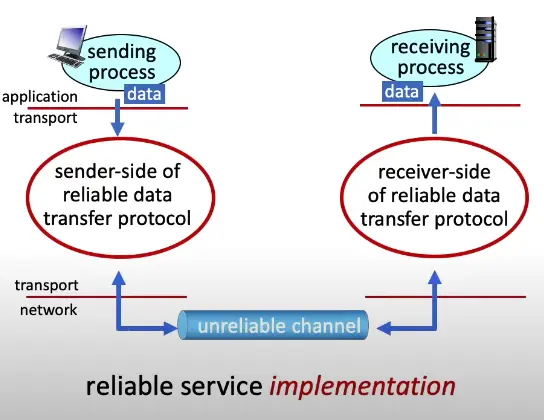 sending
process
data
application
transport
receiving
process
data
sender-side of
reliable data
transfer protocol
receiver-side
of reliable data
transfer protocol
transport
network
unreliable channel
reliable service implementation